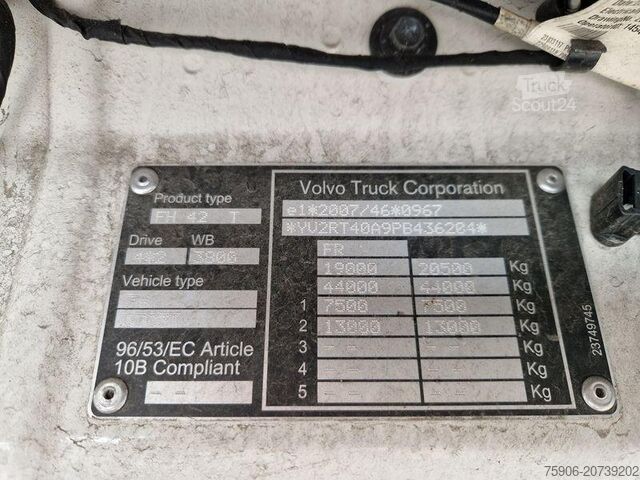 Truck
Scout24
Volvo Truck Corporation
Product type
FH 42 T
Drive WB
4x2 3800
Vehicle type
96/53/EC Article
10B Compliant
-- --
e1*2007/46*0967
*YV2RT40A9PB436204*
FR
19000 20500 Kg
44000 44000 Kg
1 7500 7500 Kg
2 13000 13000 Kg
3 -- -- Kg
4 -- -- Kg
5 -- -- Kg
23749745
75906-20739202